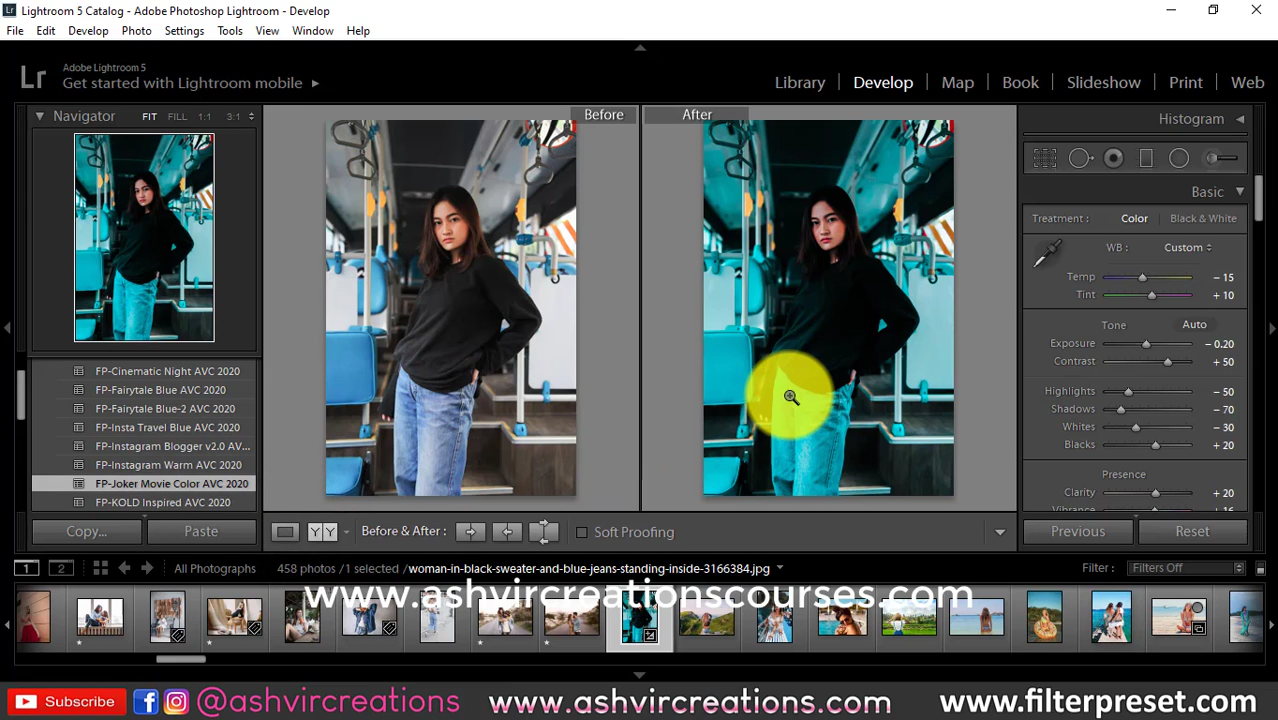 Lr Lightroom 5 Catalog - Adobe Photoshop Lightroom - Develop
File Edit Develop Photo Settings Tools View Window Help
Lr Adobe Lightroom 5
Get started with Lightroom mobile
Library Develop Map Book Slideshow Print Web
Navigator FIT FILL 1:1 3:1
Before
After
FP-Cinematic Night AVC 2020
FP-Fairytale Blue AVC 2020
FP-Fairytale Blue-2 AVC 2020
FP-Insta Travel Blue AVC 2020
FP-Instagram Blogger v2.0 AV...
FP-Instagram Warm AVC 2020
FP-Joker Movie Color AVC 2020
FP-KOLD Inspired AVC 2020
Copy... Paste
Histogram
Basic
Treatment : Color Black & White
WB : Custom
Temp - 15
Tint + 10
Tone Auto
Exposure - 0.20
Contrast + 50
Highlights - 50
Shadows - 70
Whites - 30
Blacks + 20
Presence
Clarity + 20
Vibrance + 16
Previous Reset
YY Before & After : Soft Proofing
1 2 All Photographs 458 photos /1 selected /woman-in-black-sweater-and-blue-jeans-standing-inside-3166384.jpg Filter : Filters Off
www.ashvircreationscourses.com
Subscribe @ashvircreations www.ashvircreations.com www.filterpreset.com